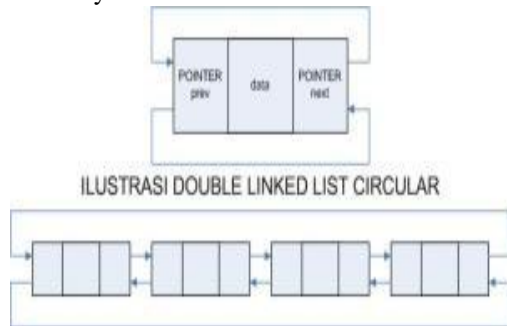 POINTER
prev
data
POINTER
next
ILUSTRASI DOUBLE LINKED LIST CIRCULAR